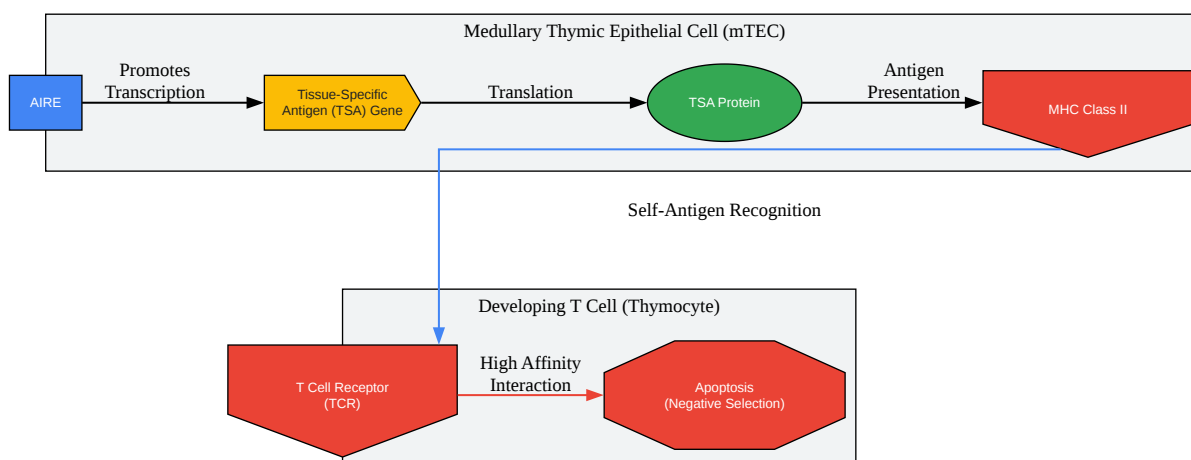 Medullary Thymic Epithelial Cell (mTEC)
AIRE
Promotes
Transcription
Tissue-Specific
Antigen (TSA) Gene
Translation
TSA Protein
Antigen
Presentation
MHC Class II
Self-Antigen Recognition
Developing T Cell (Thymocyte)
T Cell Receptor
(TCR)
High Affinity
Interaction
Apoptosis
(Negative Selection)